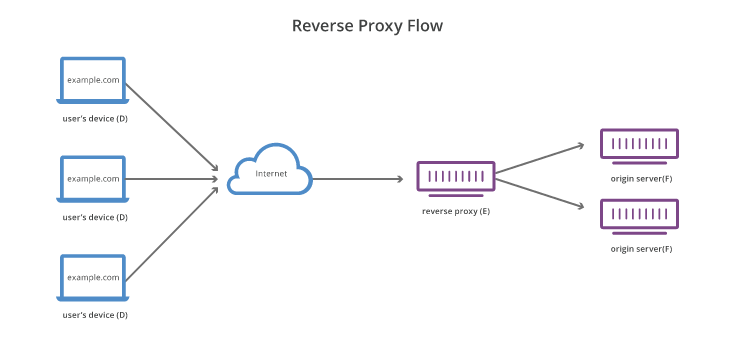 Reverse Proxy Flow
example.com
user's device (D)
example.com
user's device (D)
example.com
user's device (D)
Internet
reverse proxy (E)
origin server(F)
origin server(F)